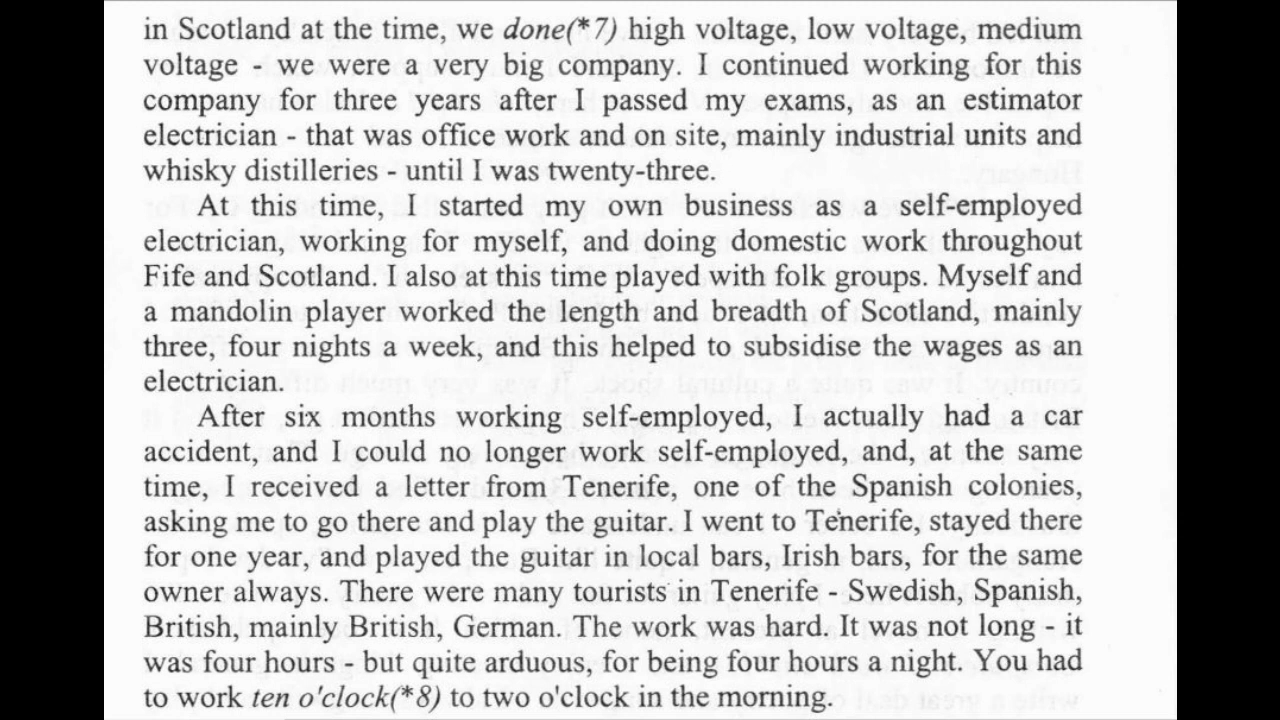 in Scotland at the time, we done(*7) high voltage, low voltage, medium
voltage - we were a very big company. I continued working for this
company for three years after I passed my exams, as an estimator
electrician - that was office work and on site, mainly industrial units and
whisky distilleries - until I was twenty-three.
At this time, I started my own business as a self-employed
electrician, working for myself, and doing domestic work throughout
Fife and Scotland. I also at this time played with folk groups. Myself and
a mandolin player worked the length and breadth of Scotland, mainly
three, four nights a week, and this helped to subsidise the wages as an
electrician.
After six months working self-employed, I actually had a car
accident, and I could no longer work self-employed, and, at the same
time, I received a letter from Tenerife, one of the Spanish colonies,
asking me to go there and play the guitar. I went to Tenerife, stayed there
for one year, and played the guitar in local bars, Irish bars, for the same
owner always. There were many tourists in Tenerife - Swedish, Spanish,
British, mainly British, German. The work was hard. It was not long - it
was four hours - but quite arduous, for being four hours a night. You had
to work ten o'clock(*8) to two o'clock in the morning.